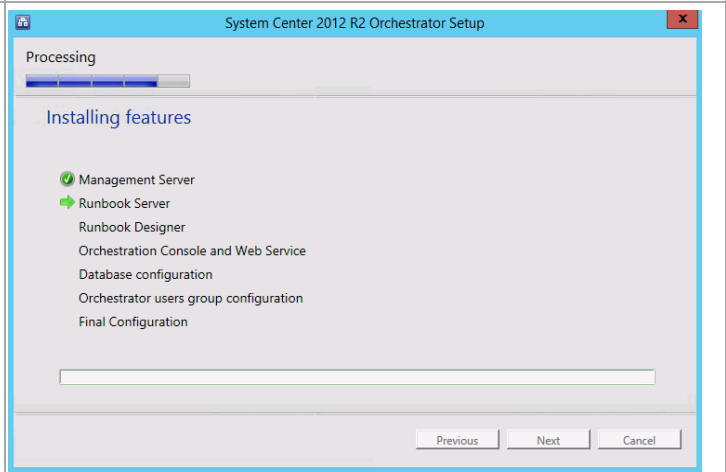 System Center 2012 R2 Orchestrator Setup
x
Processing
Installing features
Management Server
Runbook Server
Runbook Designer
Orchestration Console and Web Service
Database configuration
Orchestrator users group configuration
Final Configuration
Previous Next Cancel